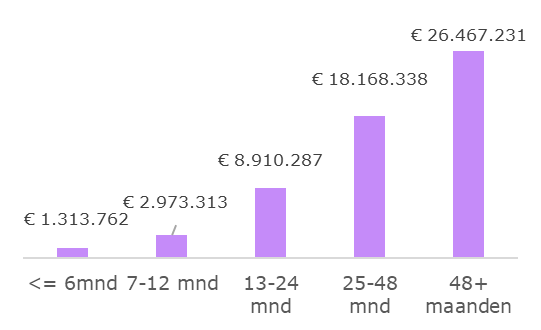 € 26.467.231
€ 18.168.338
€ 8.910.287
€ 2.973.313
€ 1.313.762
<= 6mnd 7-12 mnd 13-24 25-48 48+
mnd mnd maanden